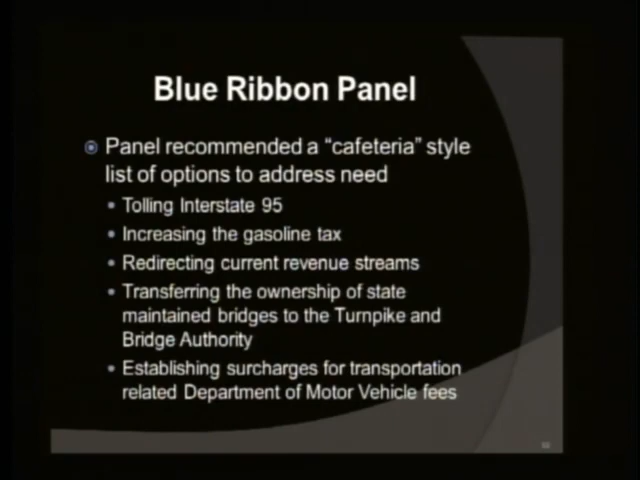 Blue Ribbon Panel
Panel recommended a “cafeteria” style
list of options to address need
Tolling Interstate 95
Increasing the gasoline tax
Redirecting current revenue streams
Transferring the ownership of state
maintained bridges to the Turnpike and
Bridge Authority
Establishing surcharges for transportation
related Department of Motor Vehicle fees